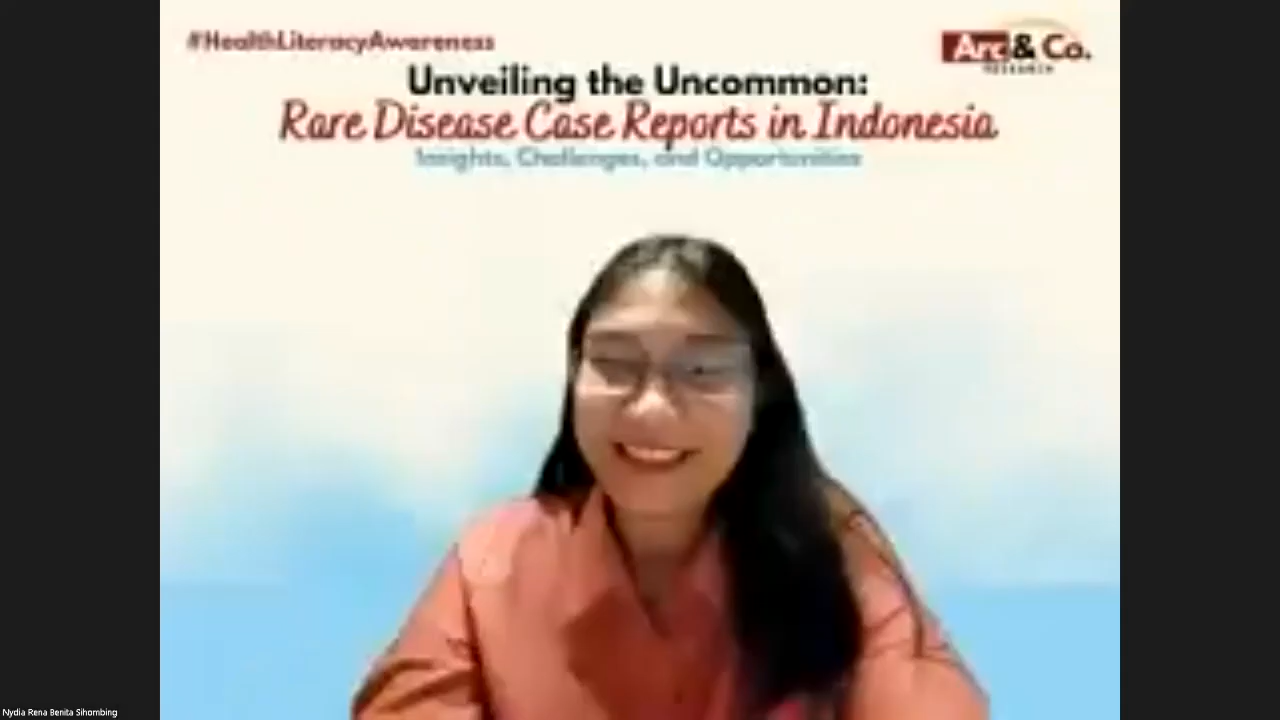 #HealthLiteracyAwareness
Arc & Co.
RESEARCH
Unveiling the Uncommon:
Rare Disease Case Reports in Indonesia
Insights, Challenges, and Opportunities
Nydia Rena Benita Sihombing